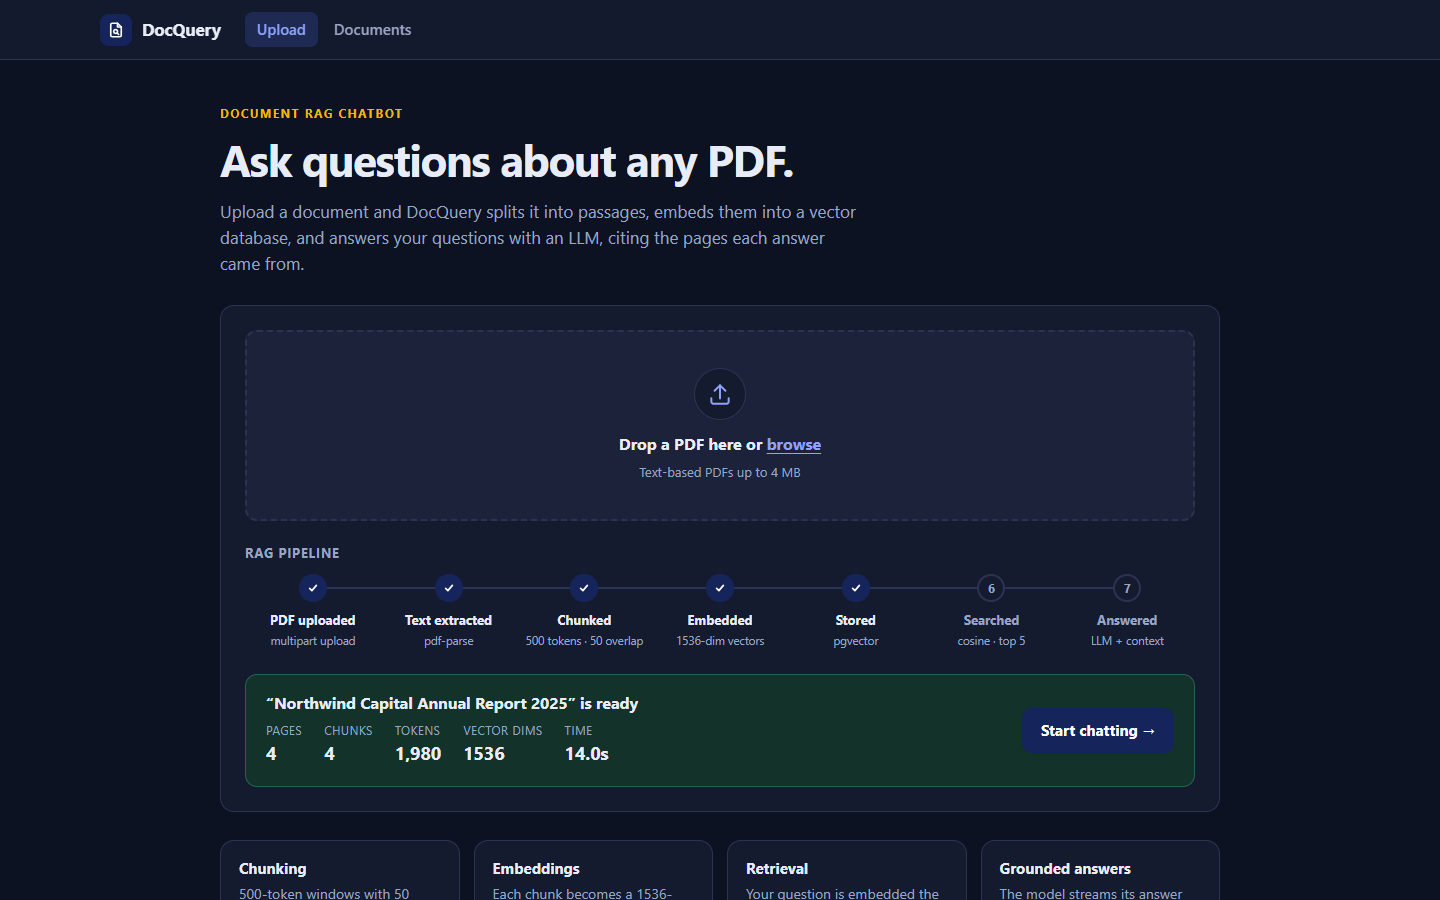 DocQuery
Upload
Documents
DOCUMENT RAG CHATBOT
Ask questions about any PDF.
Upload a document and DocQuery splits it into passages, embeds them into a vector
database, and answers your questions with an LLM, citing the pages each answer
came from.
Drop a PDF here or browse
Text-based PDFs up to 4 MB
RAG PIPELINE
6
7
PDF uploaded
Text extracted
Chunked
Embedded
Stored
Searched
Answered
multipart upload
pdf-parse
500 tokens · 50 overlap
1536-dim vectors
pgvector
cosine · top 5
LLM + context
“Northwind Capital Annual Report 2025” is ready
PAGES
CHUNKS
TOKENS
VECTOR DIMS
TIME
4
4
1,980
1536
14.0s
Start chatting →
Chunking
500-token windows with 50
Embeddings
Each chunk becomes a 1536-
Retrieval
Your question is embedded the
Grounded answers
The model streams its answer